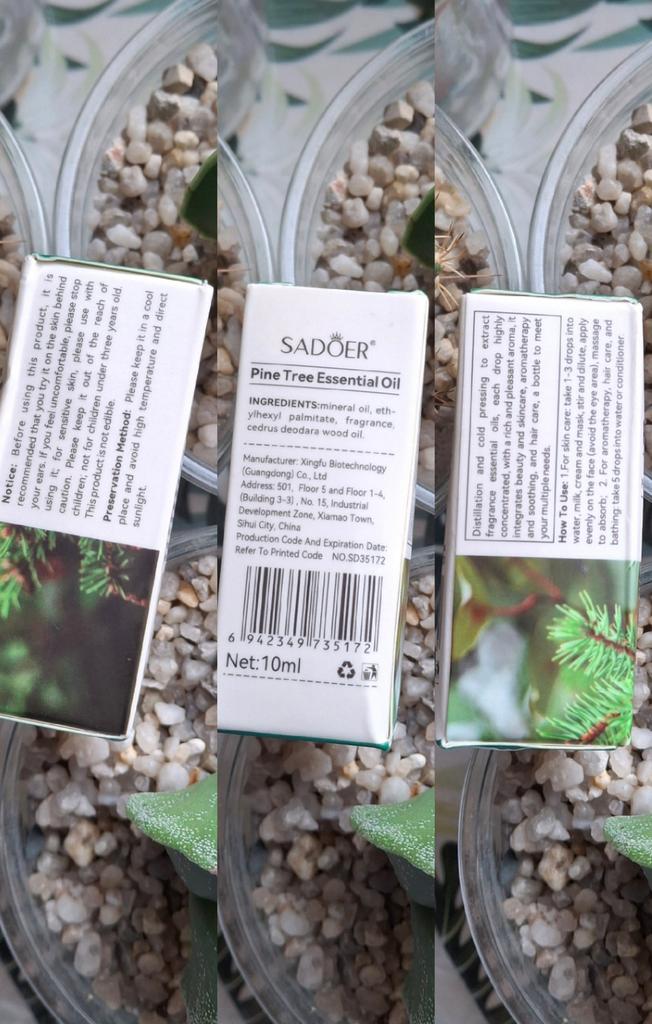 Notice: Before using this product, it is
recommended that you try it on the skin behind
your ears. If you feel uncomfortable, please stop
using it; for sensitive skin, please use with
caution. Please keep it out of the reach of
children; not for children under three years old.
This product is not edible.
Preservation Method: Please keep it in a cool
place and avoid high temperature and direct
sunlight.
SADOER®
Pine Tree Essential Oil
INGREDIENTS:mineral oil, eth-
ylhexyl palmitate, fragrance,
cedrus deodara wood oil.
Manufacturer: Xingfu Biotechnology
(Guangdong) Co., Ltd
Address: 501, Floor 5 and Floor 1-4,
(Building 3-3) , No. 15, Industrial
Development Zone, Xiamao Town,
Sihui City, China
Production Code And Expiration Date:
Refer To Printed Code NO.SD35172
6 942349 735172
Net:10ml
Distillation and cold pressing to extract
fragrance essential oils, each drop highly
concentrated, with a rich and pleasant aroma, it
integrates beauty and skincare, aromatherapy
and soothing, and hair care, a bottle to meet
your multiple needs.
How To Use: 1.For skin care: take 1-3 drops into
water, milk, cream and mask, stir and dilute, apply
evenly on the face (avoid the eye area), massage
to absorb; 2. For aromatherapy, hair care, and
bathing: take 5 drops into water or conditioner.